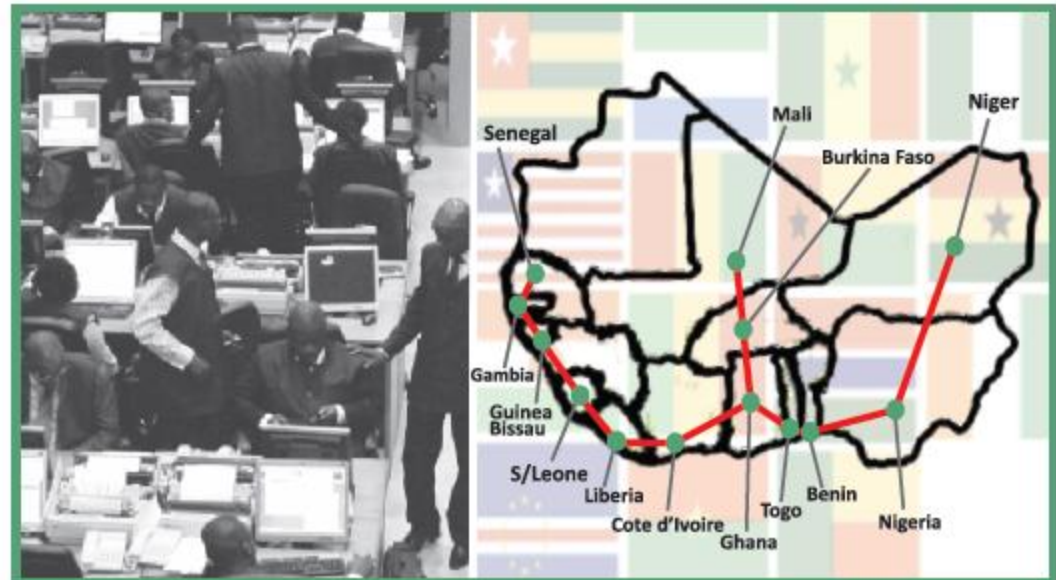 Niger
Mali
Senegal
Burkina Faso
Gambia
Guinea
Bissau
S/Leone
Liberia
Cote d'Ivoire
Ghana
Togo
Benin
Nigeria